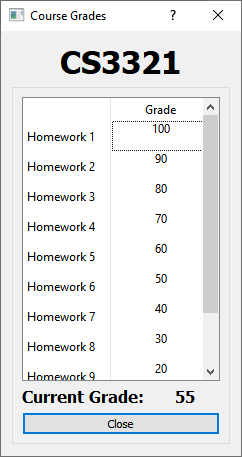 Course Grades ? ×
CS3321
Grade
Homework 1 100
Homework 2 90
Homework 3 80
Homework 4 70
Homework 5 60
Homework 6 50
Homework 7 40
Homework 8 30
Homework 9 20
Current Grade: 55
Close